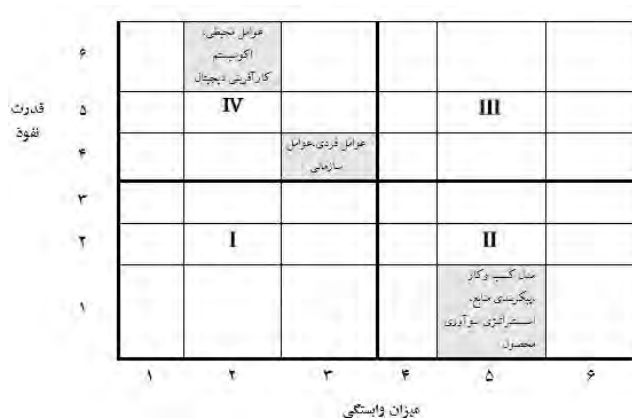 ۶
عوامل محیطی،
اکوسیستم
کارآفرینی دیجیتال
قدرت
نفوذ
۵
IV
III
۴
عوامل فردی،عوامل
سازمانی
۳
۲
I
II
۱
مدل کسب وکار
،پیکربندی منابع،
استراتژی نوآوری
محصول
۱ ۲ ۳ ۴ ۵ ۶
میزان وابستگی